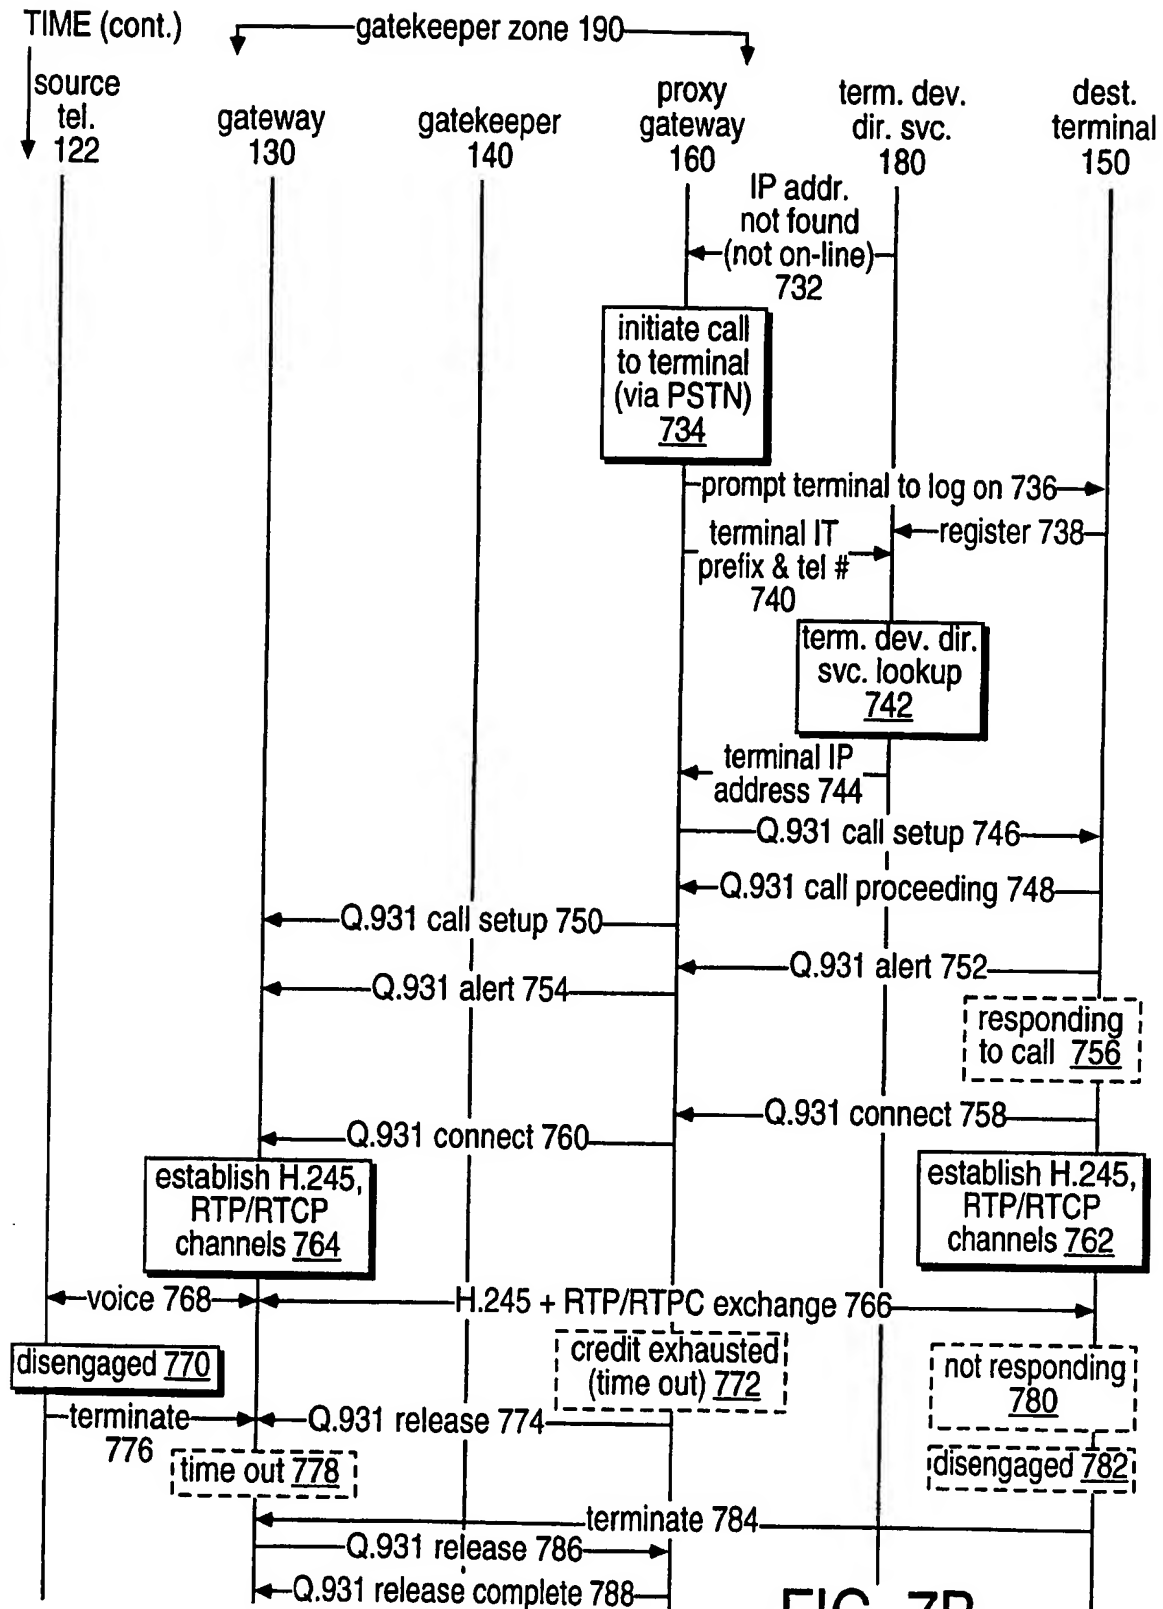 TIME (cont.)
gatekeeper zone 190
source
tel.
122
gateway
130
gatekeeper
140
proxy
gateway
160
term. dev.
dir. svc.
180
dest.
terminal
150
IP addr.
not found
(not on-line)
732
initiate call
to terminal
(via PSTN)
734
prompt terminal to log on 736
register 738
terminal IT
prefix & tel #
740
term. dev. dir.
svc. lookup
742
terminal IP
address 744
Q.931 call setup 746
Q.931 call proceeding 748
Q.931 call setup 750
Q.931 alert 752
Q.931 alert 754
responding
to call 756
Q.931 connect 758
Q.931 connect 760
establish H.245,
RTP/RTCP
channels 764
establish H.245,
RTP/RTCP
channels 762
voice 768
H.245 + RTP/RTPC exchange 766
disengaged 770
credit exhausted
(time out) 772
not responding
780
terminate
776
Q.931 release 774
time out 778
disengaged 782
terminate 784
Q.931 release 786
Q.931 release complete 788
FIG. 7B